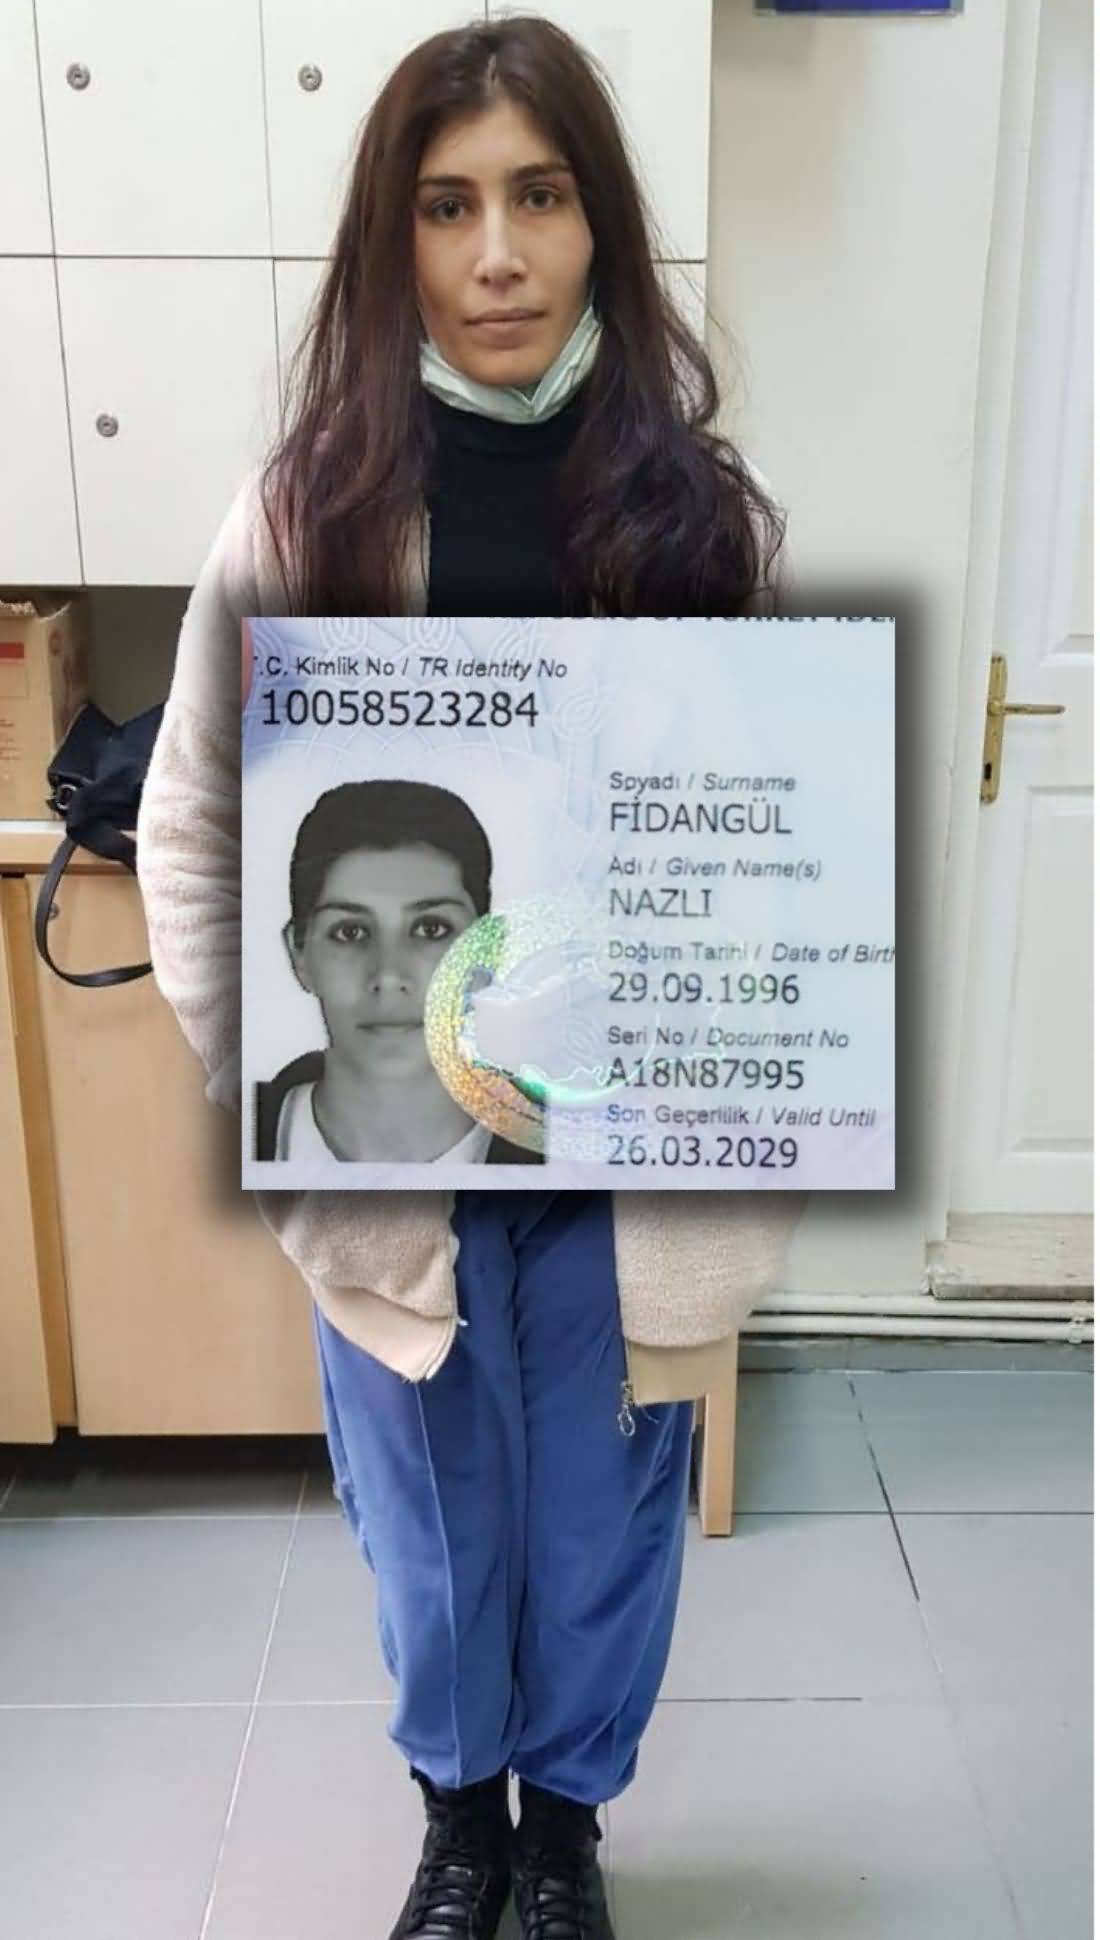 .C. Kimlik No / TR Identity No
10058523284
Soyadı / Surname
FİDANGÜL
Adı / Given Name(s)
NAZLI
Doğum Tarihi / Date of Birth
29.09.1996
Seri No / Document No
A18N87995
Son Geçerlilik / Valid Until
26.03.2029